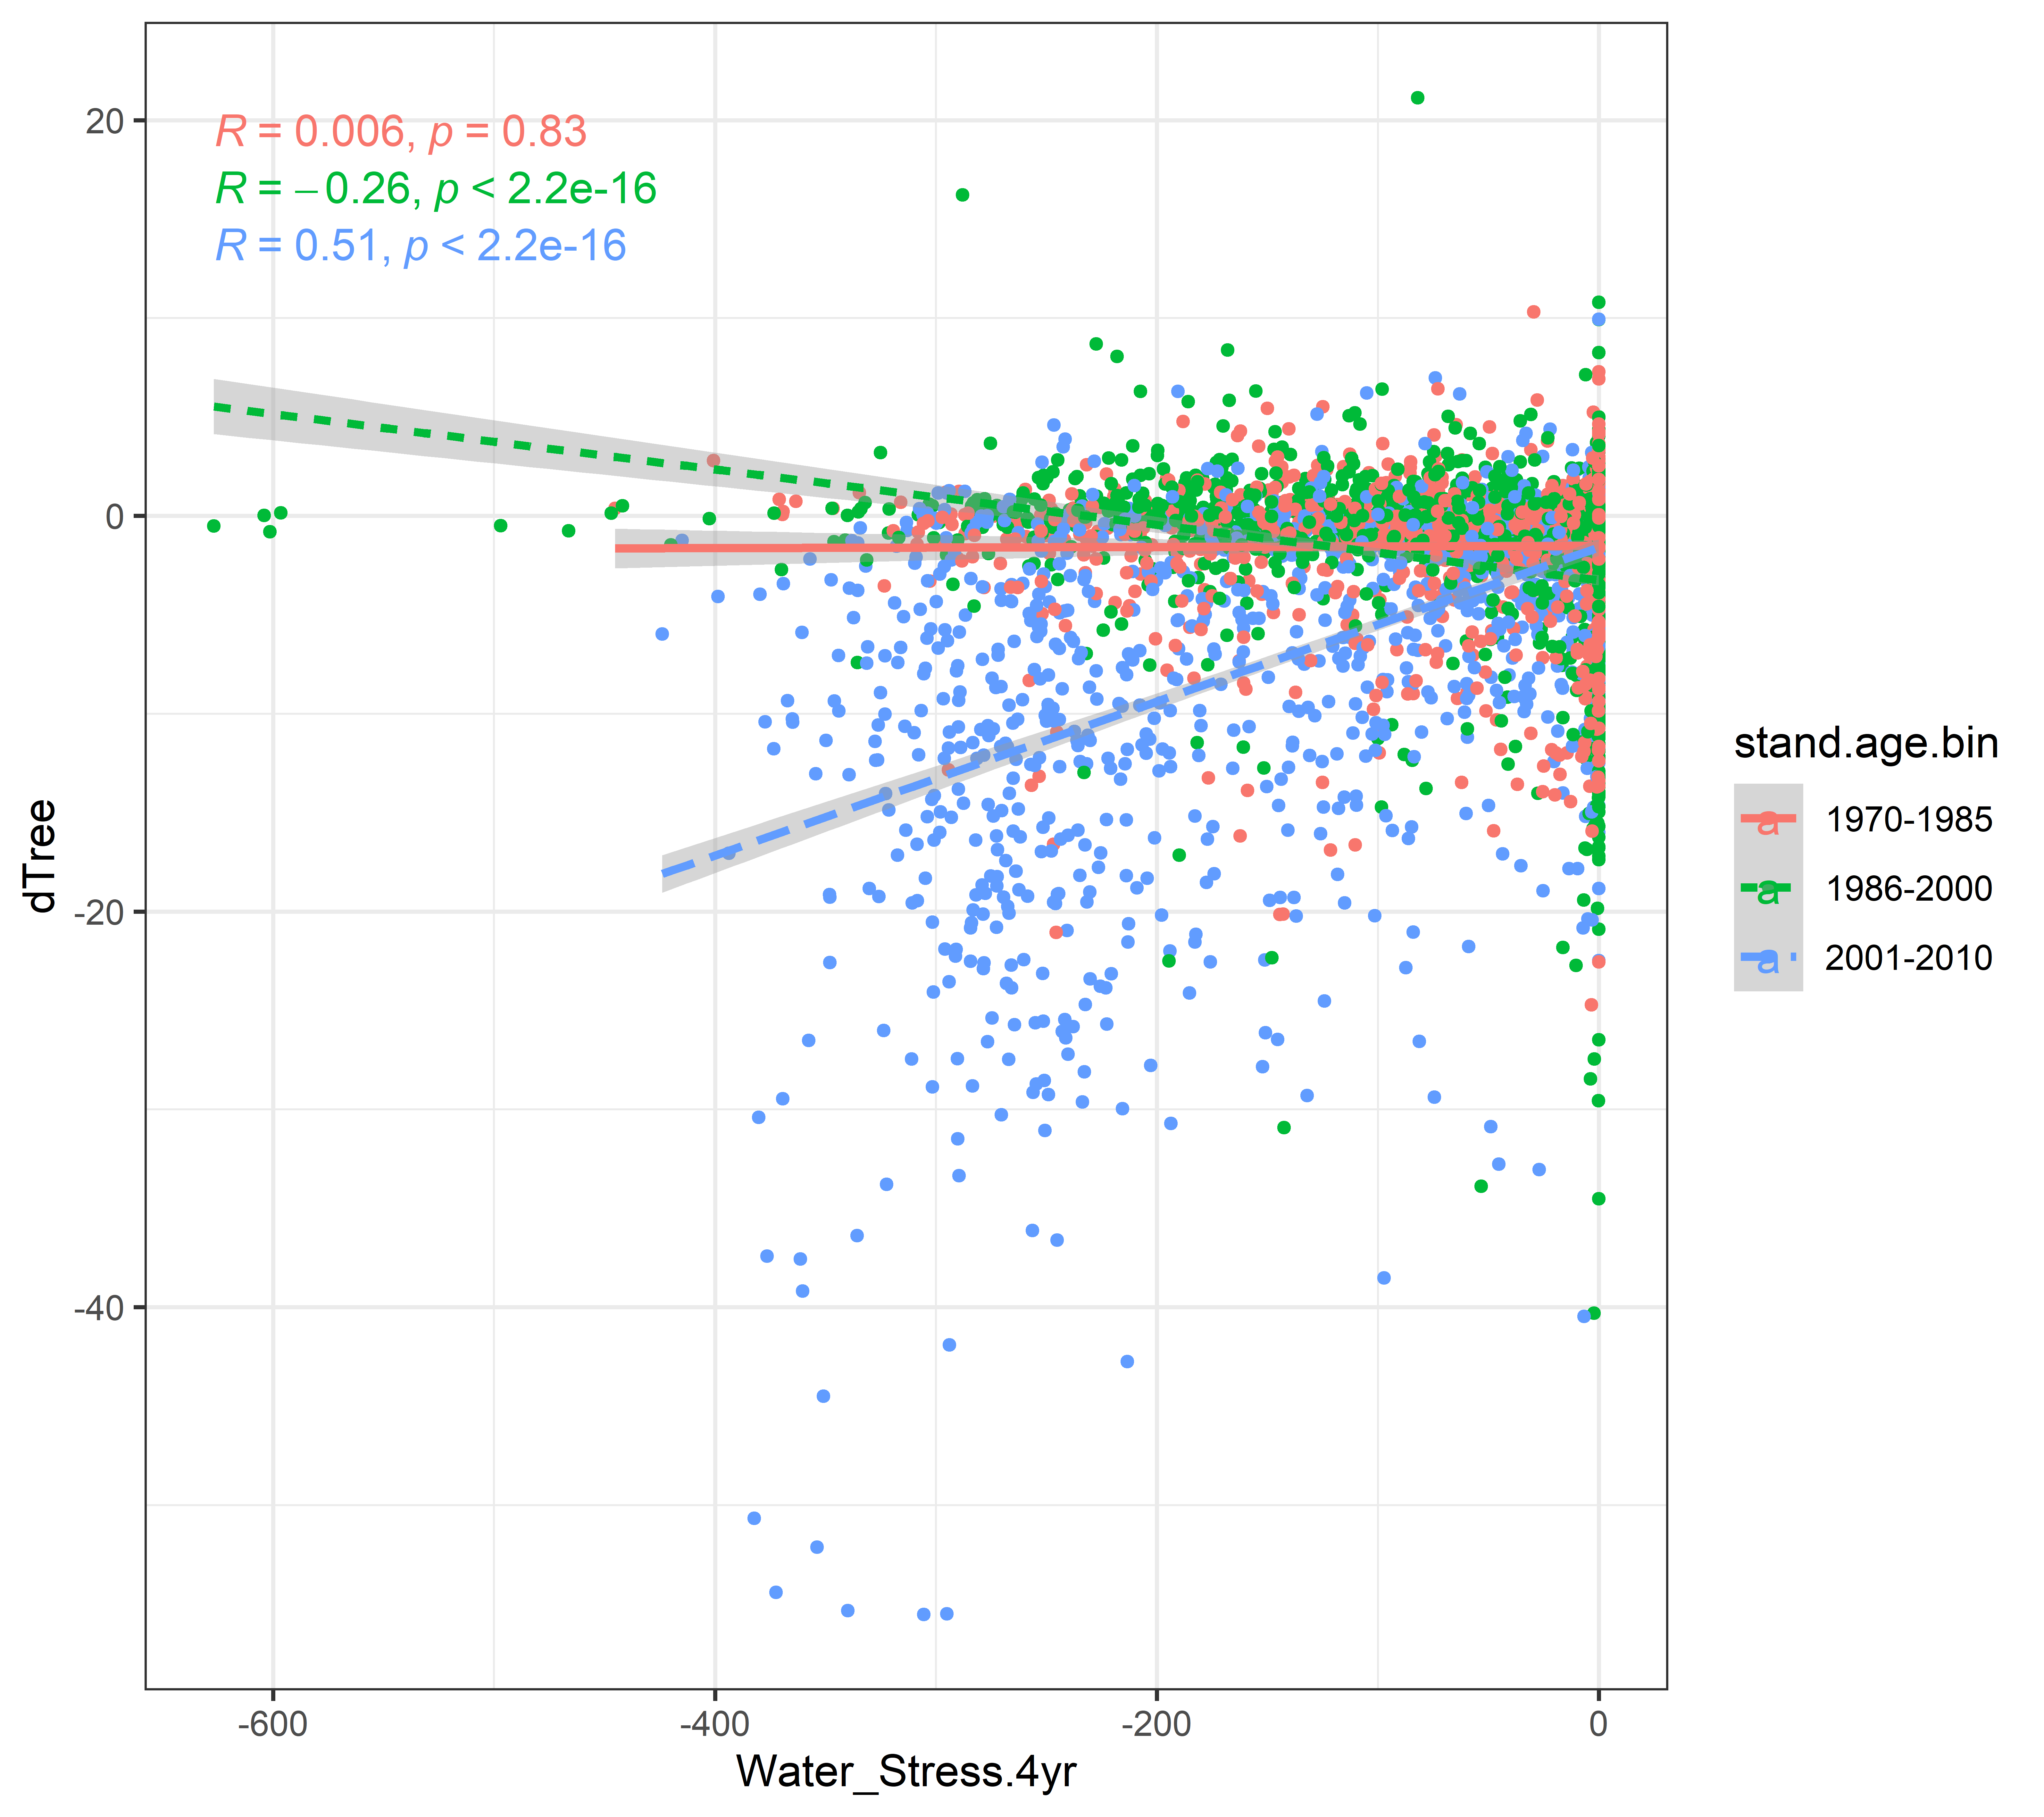 20
R = 0.006, p = 0.83
R = −0.26, p < 2.2e-16
R = 0.51, p < 2.2e-16
0
-20
-40
dTree
-600
-400
-200
0
Water_Stress.4yr
stand.age.bin
a 1970-1985
a 1986-2000
a 2001-2010